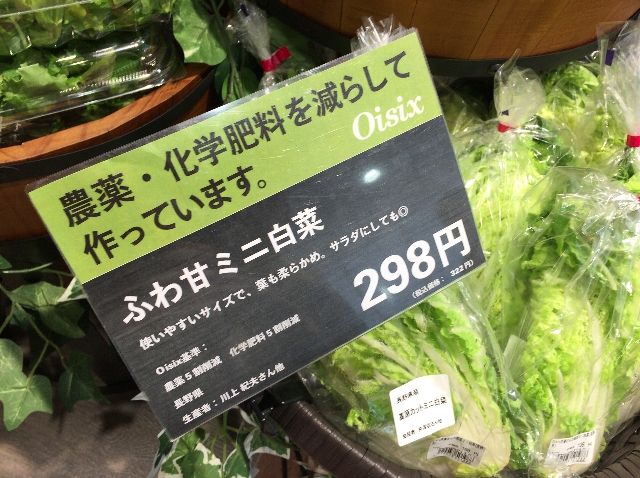 農薬・化学肥料を減らして
作っています。
Oisix
ふわ甘ミニ白菜
使いやすいサイズで、葉も柔らかめ。サラダにしても◎
298円
(税込価格: 322円)
Oisix基準:
農薬5割削減 化学肥料5割削減
長野県
生産者:川上 紀夫さん他